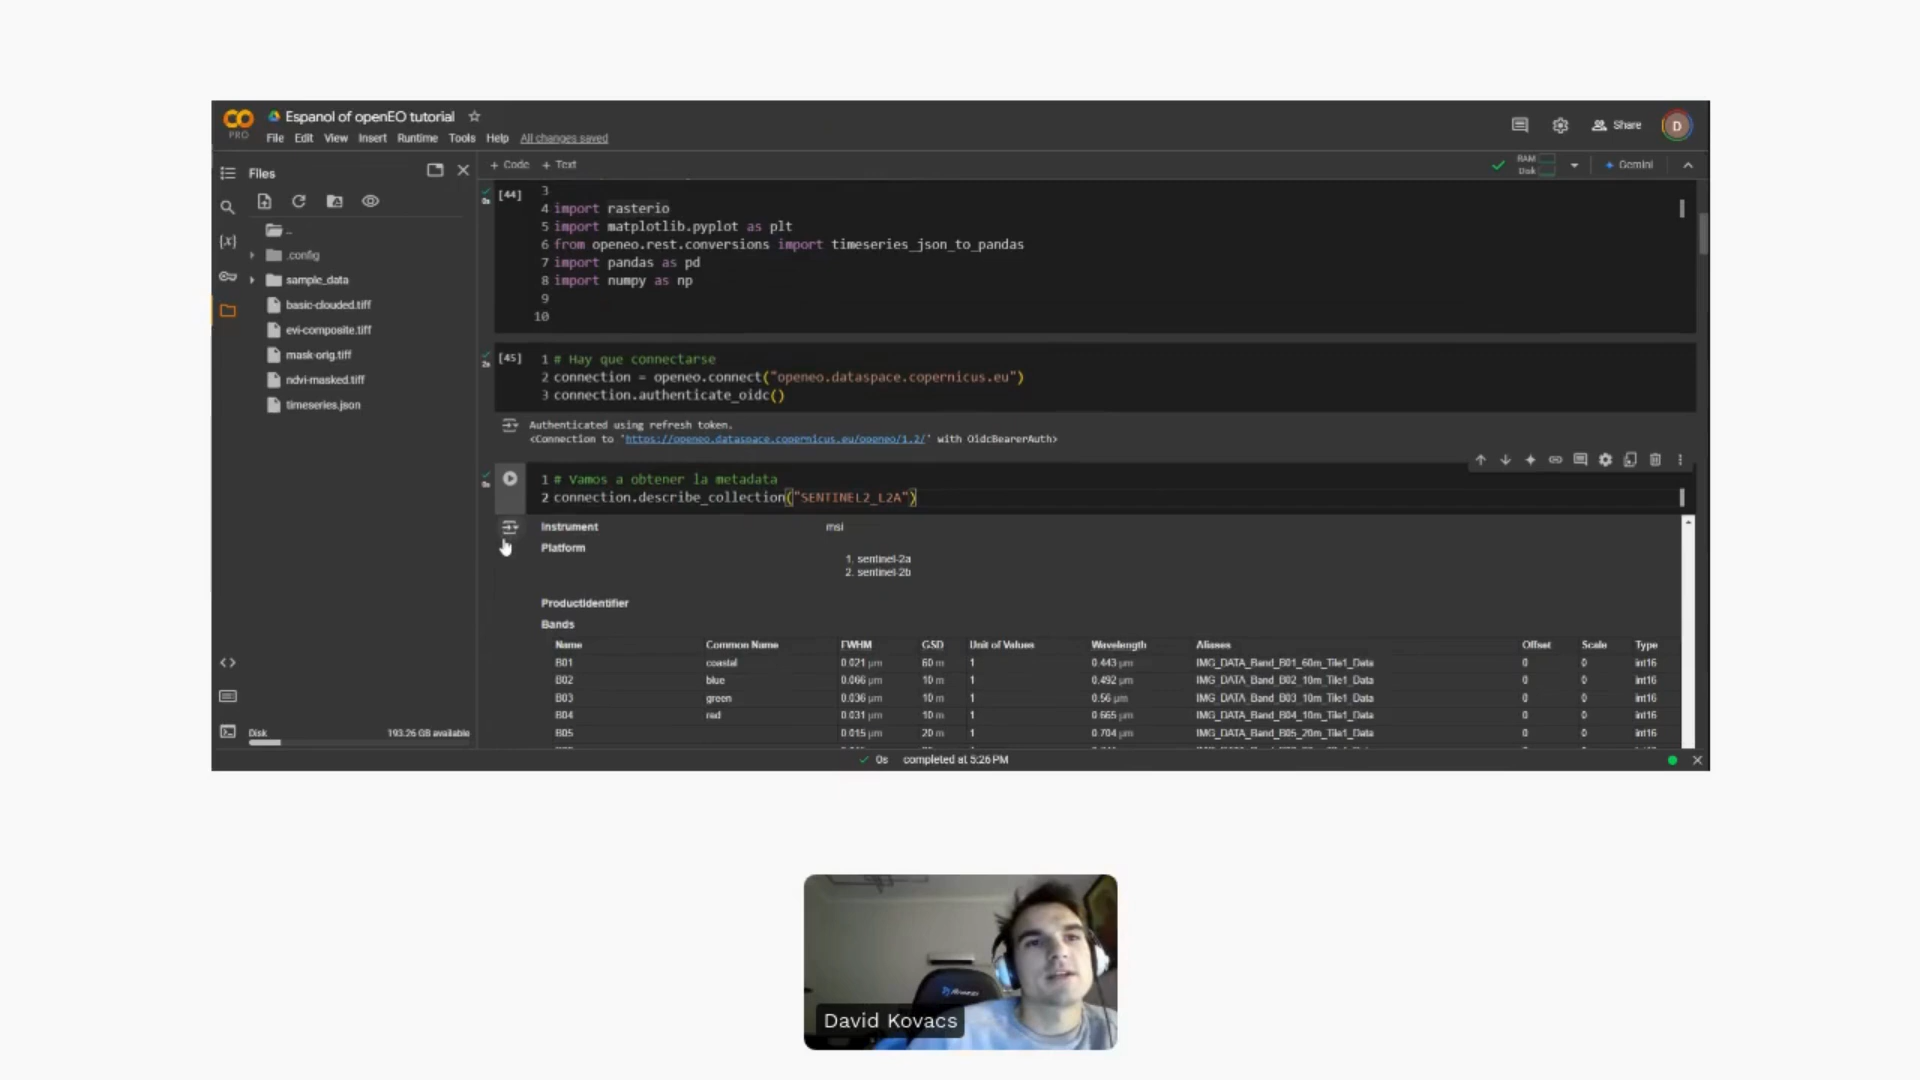 Espanol of openEO tutorial
PRO
File Edit View Insert Runtime Tools Help All changes saved
Share
D
Files
+ Code + Text
RAM
Disk
Gemini
..
.config
sample_data
basic-clouded.tiff
evi-composite.tiff
mask-orig.tiff
ndvi-masked.tiff
timeseries.json
Disk 193.26 GB available
[44]
0s
3
4 import rasterio
5 import matplotlib.pyplot as plt
6 from openeo.rest.conversions import timeseries_json_to_pandas
7 import pandas as pd
8 import numpy as np
9
10
[45]
2s
1 # Hay que connectarse
2 connection = openeo.connect("openeo.dataspace.copernicus.eu")
3 connection.authenticate_oidc()
Authenticated using refresh token.
<Connection to 'https://openeo.dataspace.copernicus.eu/openeo/1.2/' with OidcBearerAuth>
0s
1 # Vamos a obtener la metadata
2 connection.describe_collection("SENTINEL2_L2A")
Instrument msi
Platform
1. sentinel-2a
2. sentinel-2b
Productidentifier
Bands
Name Common Name FWHM GSD Unit of Values Wavelength Aliases Offset Scale Type
B01 coastal 0.021 μm 60 m 1 0.443 μm IMG_DATA_Band_B01_60m_Tile1_Data 0 0 int16
B02 blue 0.066 μm 10 m 1 0.492 μm IMG_DATA_Band_B02_10m_Tile1_Data 0 0 int16
B03 green 0.036 μm 10 m 1 0.56 μm IMG_DATA_Band_B03_10m_Tile1_Data 0 0 int16
B04 red 0.031 μm 10 m 1 0.665 μm IMG_DATA_Band_B04_10m_Tile1_Data 0 0 int16
B05 0.015 μm 20 m 1 0.704 μm IMG_DATA_Band_B05_20m_Tile1_Data 0 0 int16
0s completed at 5:26 PM
David Kovacs